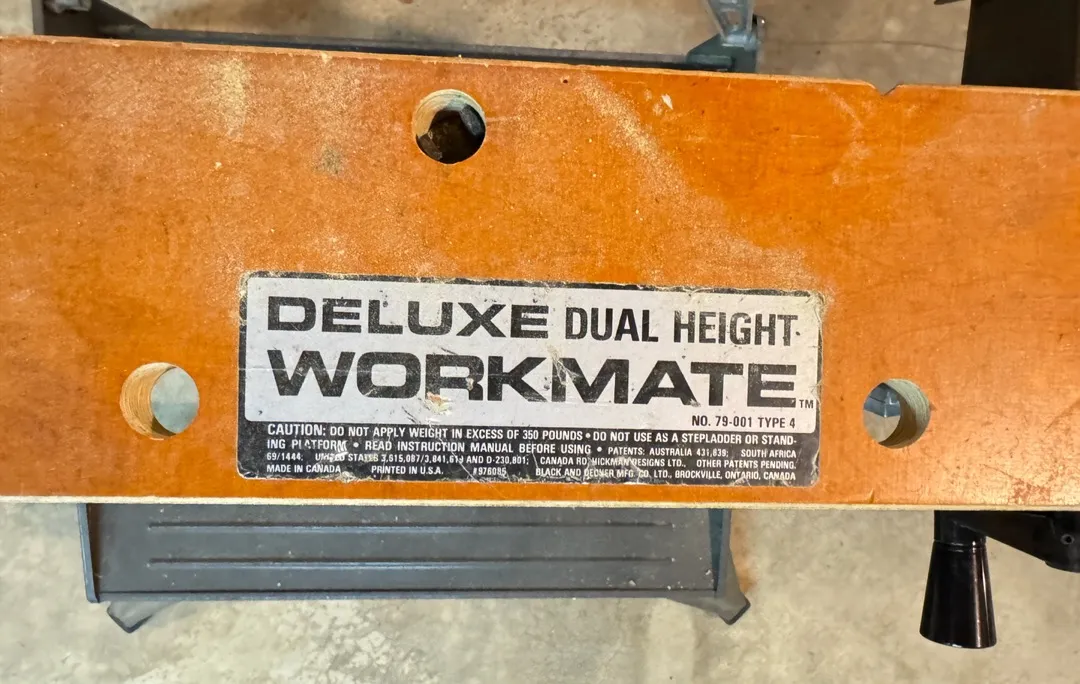 DELUXE DUAL HEIGHT
WORKMATE™
NO. 79-001 TYPE 4
CAUTION: DO NOT APPLY WEIGHT IN EXCESS OF 350 POUNDS • DO NOT USE AS A STEPLADDER OR STAND-
ING PLATFORM • READ INSTRUCTION MANUAL BEFORE USING • PATENTS: AUSTRALIA 431,839; SOUTH AFRICA
69/1444. UNITED STATES 3,615,087/3,841,619 AND D-230,801; CANADA RD. HICKMAN DESIGNS LTD., OTHER PATENTS PENDING.
MADE IN CANADA PRINTED IN U.S.A. #976085 BLACK AND DECKER MFG. CO. LTD., BROCKVILLE, ONTARIO, CANADA